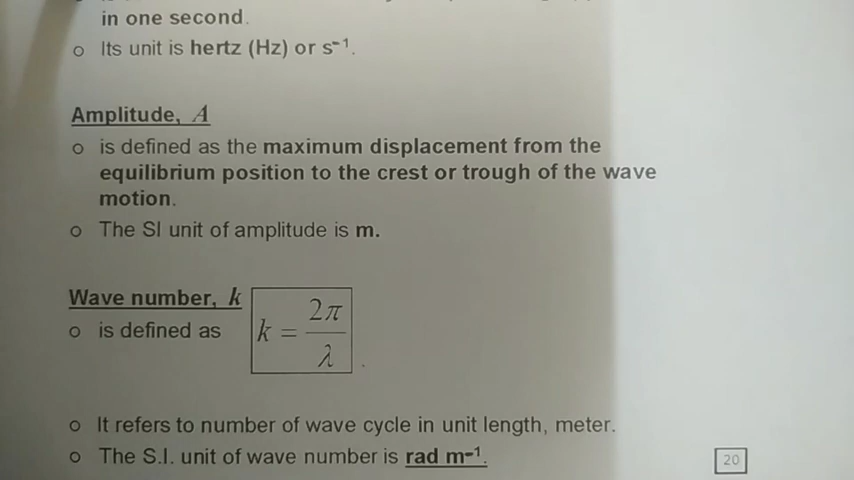 in one second.
o Its unit is hertz (Hz) or s⁻¹.
Amplitude, A
o is defined as the maximum displacement from the
equilibrium position to the crest or trough of the wave
motion.
o The SI unit of amplitude is m.
Wave number, k
o is defined as k = 2π/λ .
o It refers to number of wave cycle in unit length, meter.
o The S.I. unit of wave number is rad m⁻¹.
20